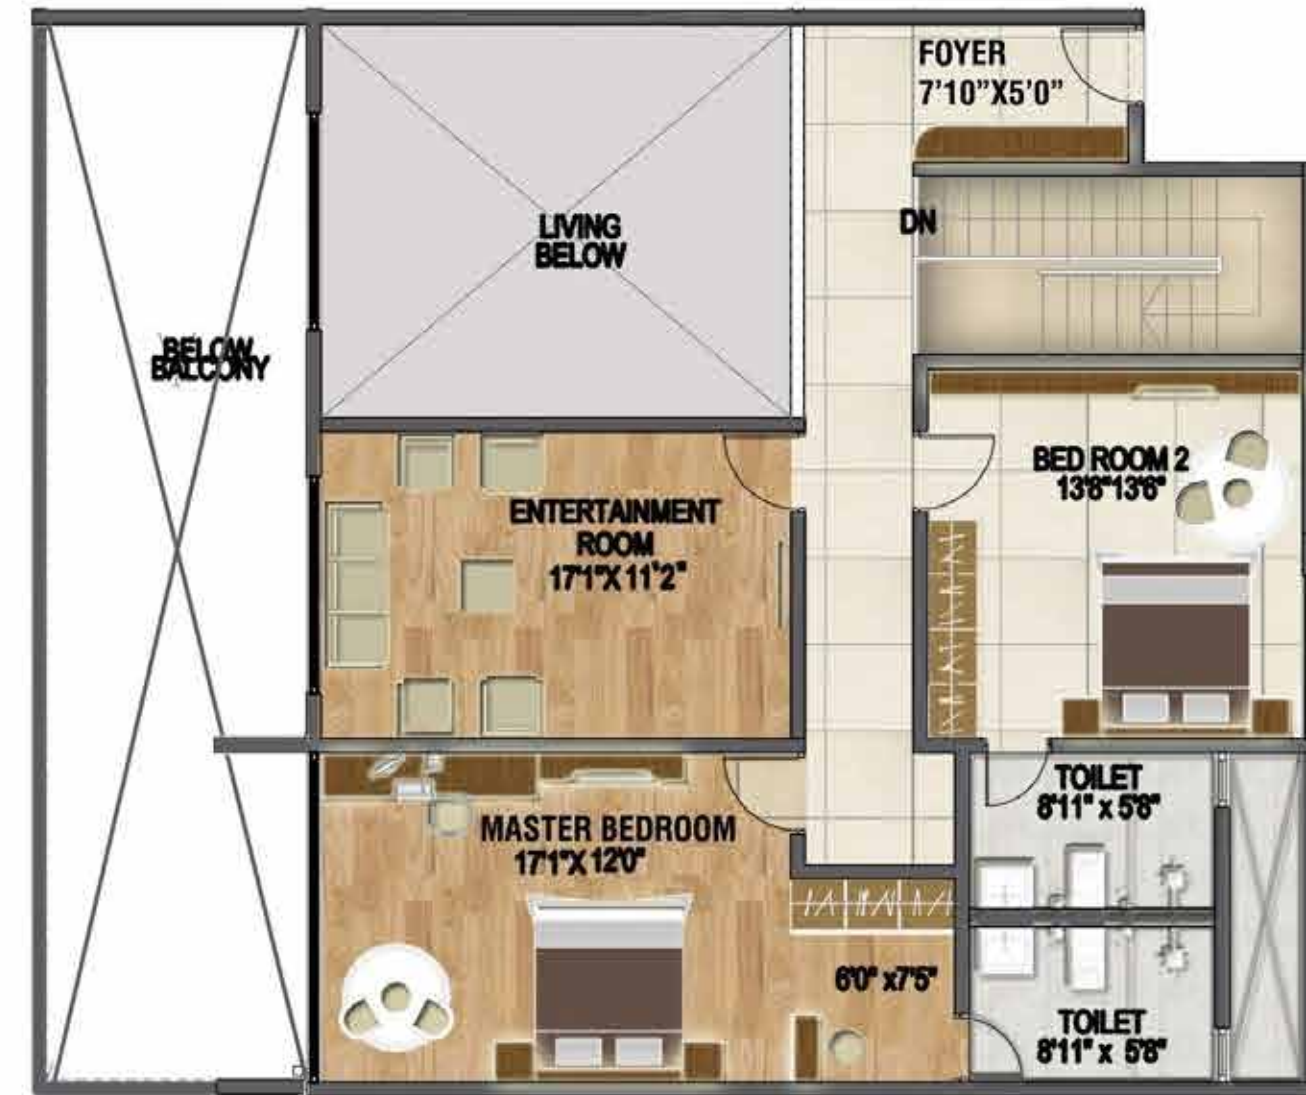 FOYER
7'10"X5'0"
DN
LIVING
BELOW
BELOW
BALCONY
BED ROOM 2
13'8"13'6"
ENTERTAINMENT
ROOM
17'1"X 11'2"
TOILET
8'11" x 5'8"
MASTER BEDROOM
17'1"X 12'0"
6'0" x7'5"
TOILET
8'11" x 5'8"